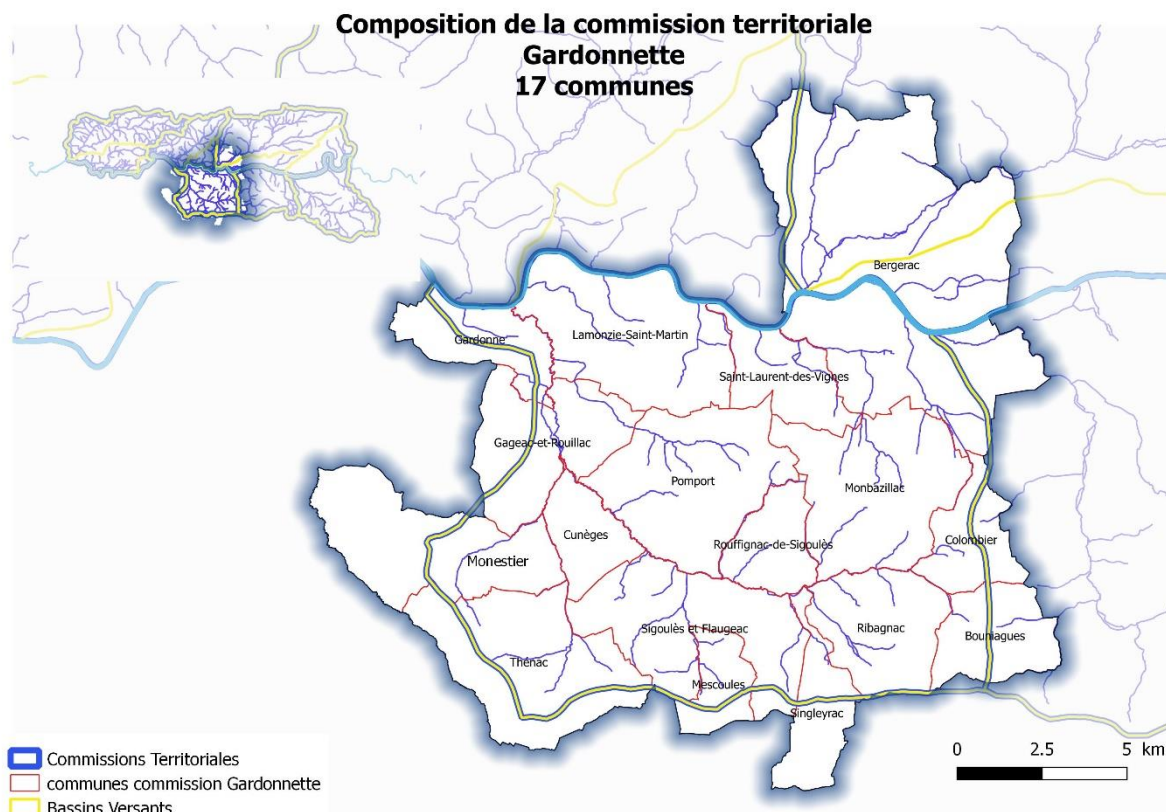 Composition de la commission territoriale
Gardonnette
17 communes
Bergerac
Lamonzie-Saint-Martin
Gardonne
Saint-Laurent-des-Vignes
Gageac-et-Rouillac
Pomport
Monbazillac
Cunèges
Rouffignac-de-Sigoulès
Colombier
Monestier
Sigoulès et Flaugeac
Ribagnac
Bouniagues
Thénac
Mescoules
Singleyrac
Commissions Territoriales
communes commission Gardonnette
Bassins Versants
0 2.5 5 km